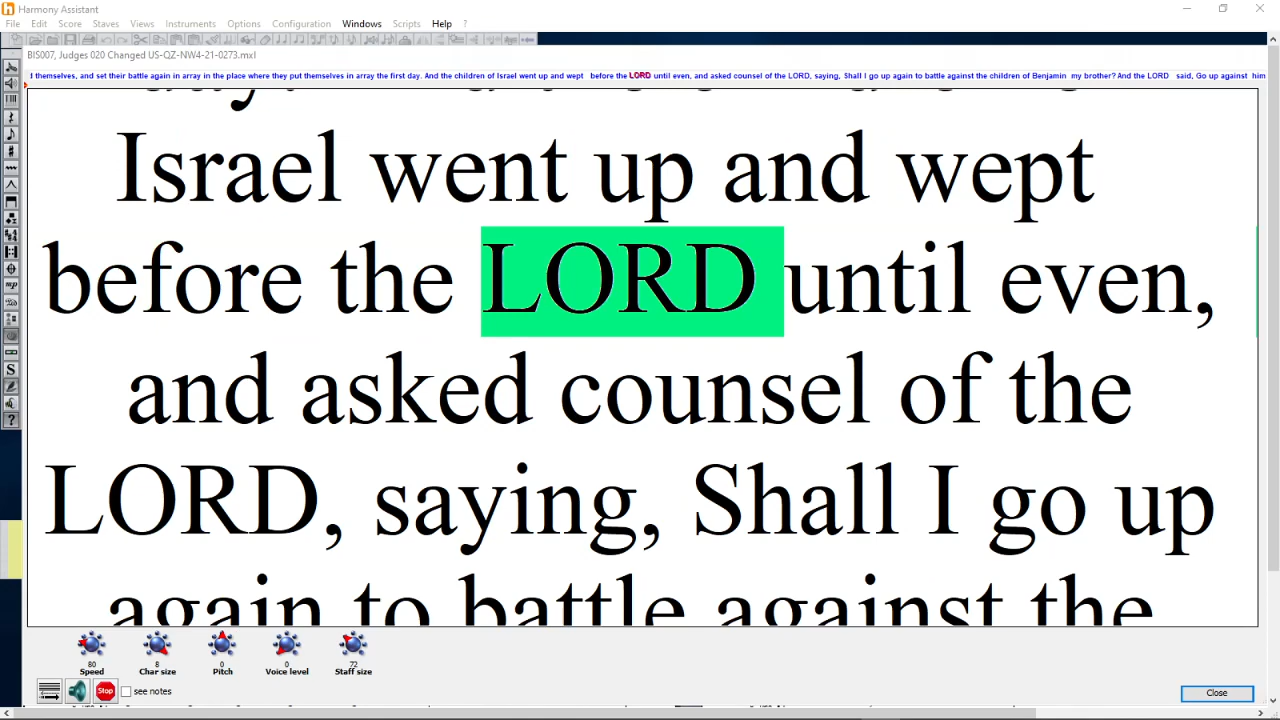 Harmony Assistant
File Edit Score Staves Views Instruments Options Configuration Windows Scripts Help ?
BIS007, Judges 020 Changed US-QZ-NW4-21-0273.mxl
l themselves, and set their battle again in array in the place where they put themselves in array the first day. And the children of Israel went up and wept before the LORD until even, and asked counsel of the LORD, saying, Shall I go up again to battle against the children of Benjamin my brother? And the LORD said, Go up against him
Israel went up and wept
before the LORD until even,
and asked counsel of the
LORD, saying, Shall I go up
again to battle against the
80 8 0 0 72
Speed Char size Pitch Voice level Staff size
Stop see notes Close